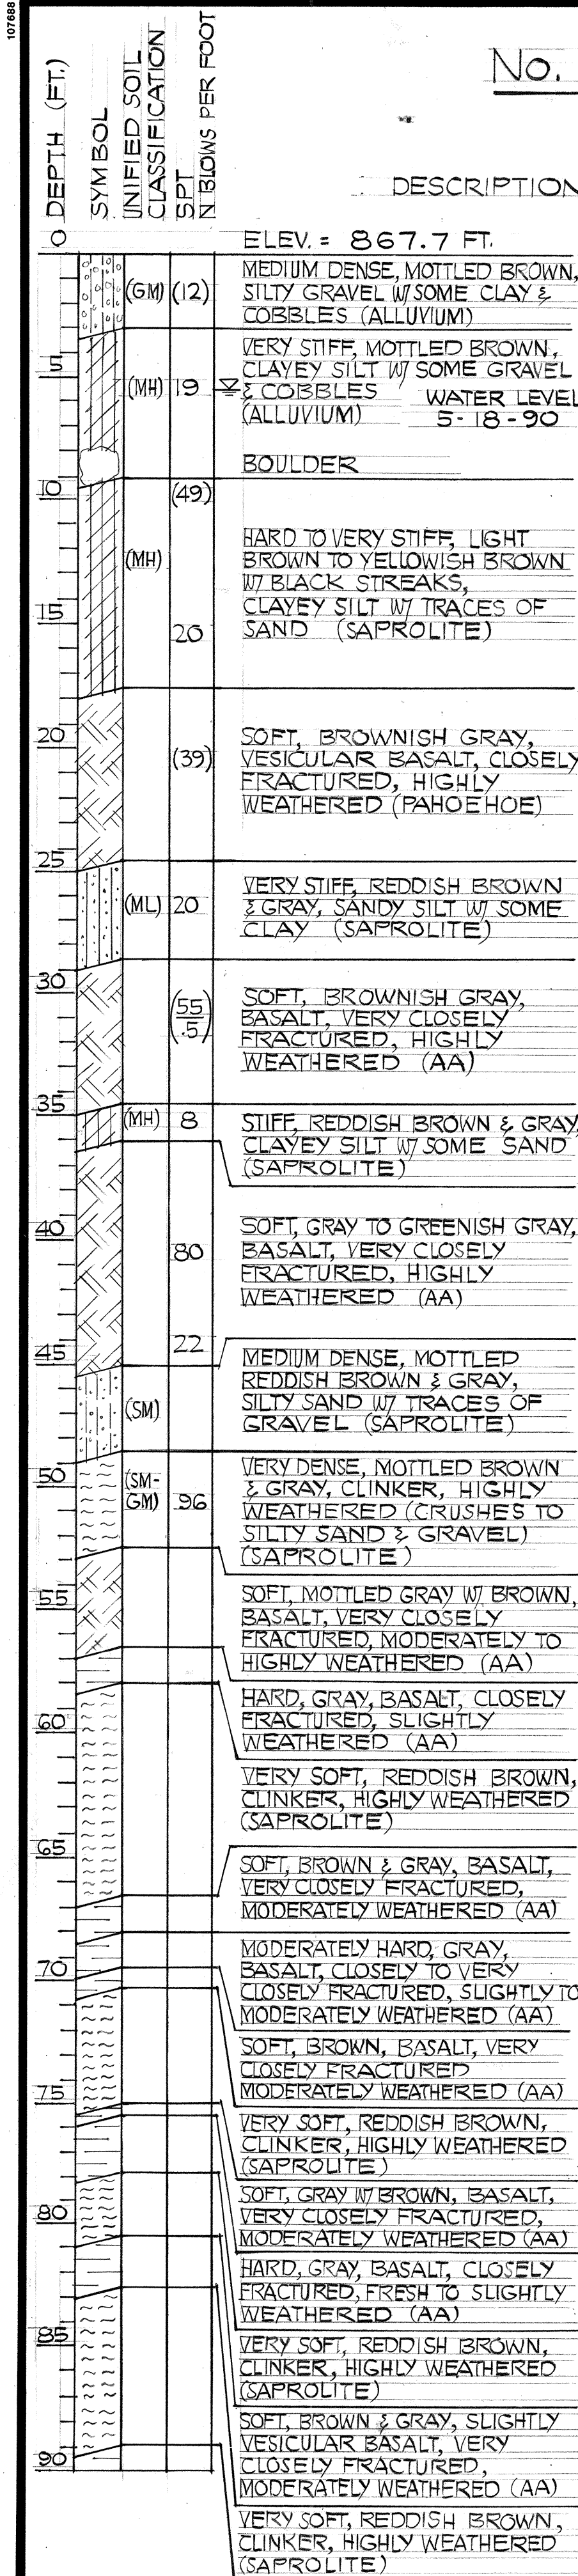 107688
DEPTH (FT.)
SYMBOL
UNIFIED SOIL
CLASSIFICATION
SPT
N BLOWS PER FOOT
No.
DESCRIPTION
0
ELEV. = 867.7 FT.
(GM) (12)
MEDIUM DENSE, MOTTLED BROWN,
SILTY GRAVEL W/ SOME CLAY &
COBBLES (ALLUVIUM)
5
(MH) 19
VERY STIFF, MOTTLED BROWN,
CLAYEY SILT W/ SOME GRAVEL
& COBBLES WATER LEVEL
(ALLUVIUM) 5-18-90
BOULDER
10
(49)
(MH)
HARD TO VERY STIFF, LIGHT
BROWN TO YELLOWISH BROWN
W/ BLACK STREAKS,
CLAYEY SILT W/ TRACES OF
SAND (SAPROLITE)
15
20
20
(39)
SOFT, BROWNISH GRAY,
VESICULAR BASALT, CLOSELY
FRACTURED, HIGHLY
WEATHERED (PAHOEHOE)
25
(ML) 20
VERY STIFF, REDDISH BROWN
& GRAY, SANDY SILT W/ SOME
CLAY (SAPROLITE)
30
(55/.5)
SOFT, BROWNISH GRAY,
BASALT, VERY CLOSELY
FRACTURED, HIGHLY
WEATHERED (AA)
35
(MH) 8
STIFF, REDDISH BROWN & GRAY,
CLAYEY SILT W/ SOME SAND
(SAPROLITE)
40
80
SOFT, GRAY TO GREENISH GRAY,
BASALT, VERY CLOSELY
FRACTURED, HIGHLY
WEATHERED (AA)
45
22
(SM)
MEDIUM DENSE, MOTTLED
REDDISH BROWN & GRAY,
SILTY SAND W/ TRACES OF
GRAVEL (SAPROLITE)
50
(SM-
GM) 96
VERY DENSE, MOTTLED BROWN
& GRAY, CLINKER, HIGHLY
WEATHERED (CRUSHES TO
SILTY SAND & GRAVEL)
(SAPROLITE)
55
SOFT, MOTTLED GRAY W/ BROWN,
BASALT, VERY CLOSELY
FRACTURED, MODERATELY TO
HIGHLY WEATHERED (AA)
60
HARD, GRAY, BASALT, CLOSELY
FRACTURED, SLIGHTLY
WEATHERED (AA)
VERY SOFT, REDDISH BROWN,
CLINKER, HIGHLY WEATHERED
(SAPROLITE)
65
SOFT, BROWN & GRAY, BASALT,
VERY CLOSELY FRACTURED,
MODERATELY WEATHERED (AA)
70
MODERATELY HARD, GRAY,
BASALT, CLOSELY TO VERY
CLOSELY FRACTURED, SLIGHTLY TO
MODERATELY WEATHERED (AA)
SOFT, BROWN, BASALT, VERY
CLOSELY FRACTURED
MODERATELY WEATHERED (AA)
75
VERY SOFT, REDDISH BROWN,
CLINKER, HIGHLY WEATHERED
(SAPROLITE)
SOFT, GRAY W/ BROWN, BASALT,
VERY CLOSELY FRACTURED,
MODERATELY WEATHERED (AA)
80
HARD, GRAY, BASALT, CLOSELY
FRACTURED, FRESH TO SLIGHTLY
WEATHERED (AA)
85
VERY SOFT, REDDISH BROWN,
CLINKER, HIGHLY WEATHERED
(SAPROLITE)
SOFT, BROWN & GRAY, SLIGHTLY
VESICULAR BASALT, VERY
CLOSELY FRACTURED,
MODERATELY WEATHERED (AA)
90
VERY SOFT, REDDISH BROWN,
CLINKER, HIGHLY WEATHERED
(SAPROLITE)